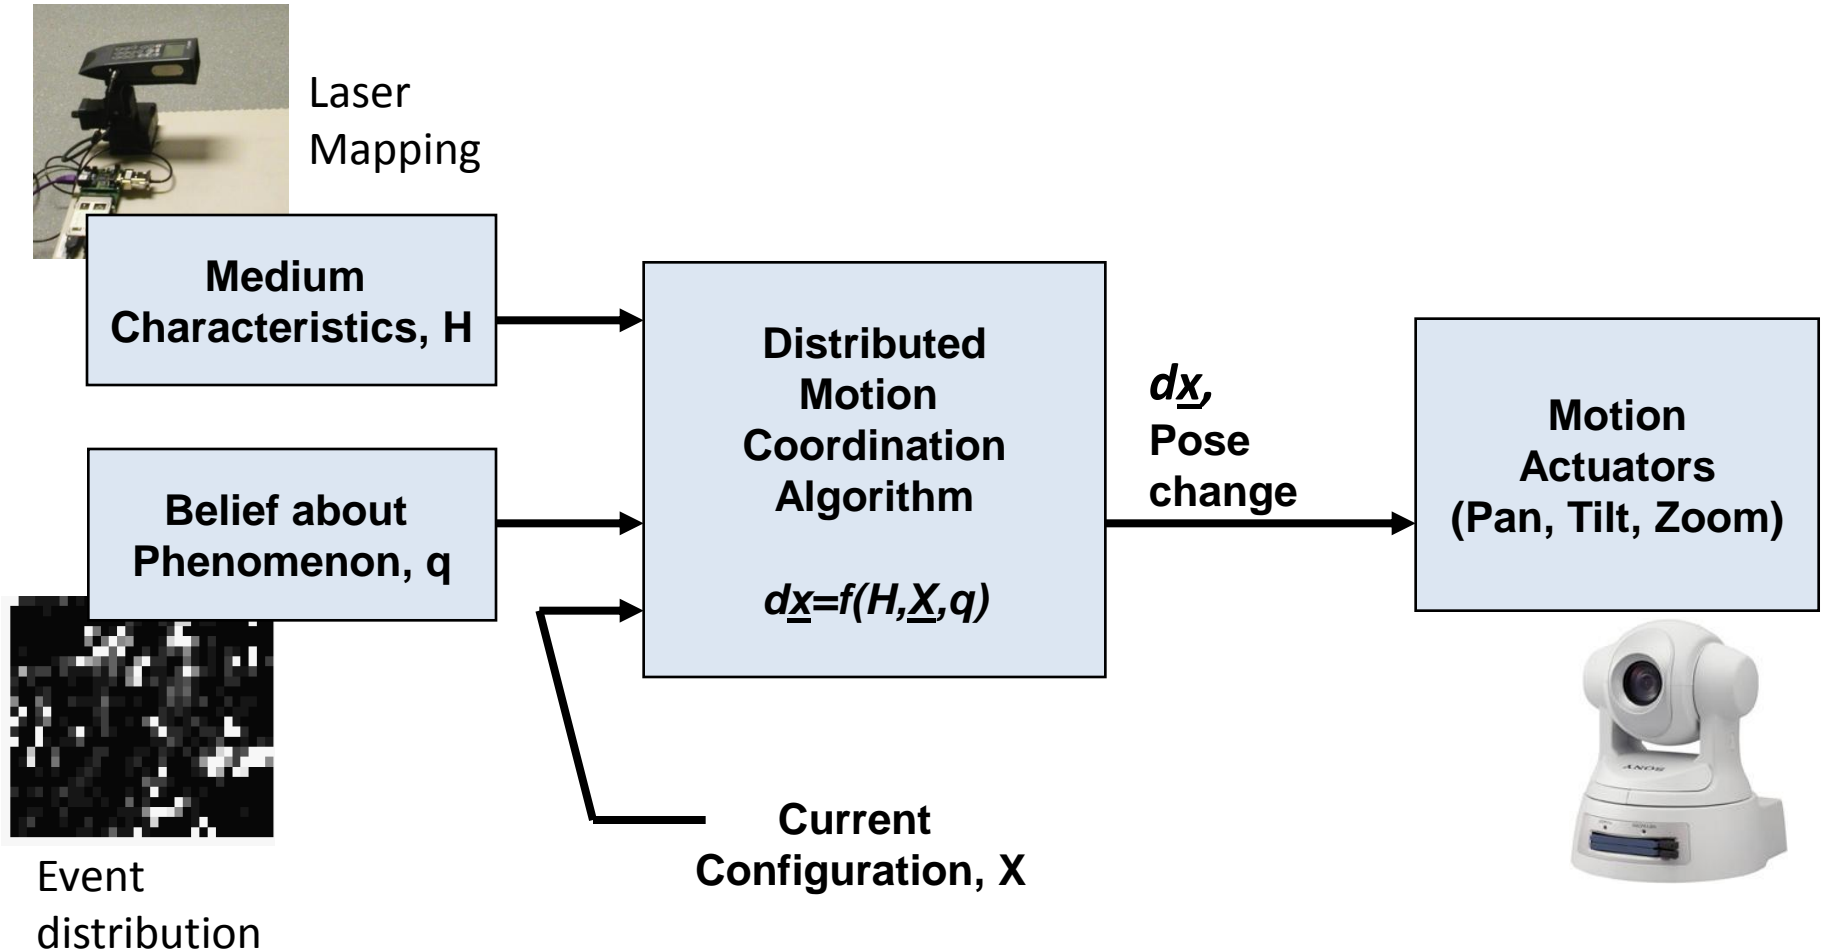 Laser
Mapping
Medium
Characteristics, H
Belief about
Phenomenon, q
Event
distribution
Distributed
Motion
Coordination
Algorithm
dx=f(H,X,q)
Current
Configuration, X
dx,
Pose
change
Motion
Actuators
(Pan, Tilt, Zoom)
SONY